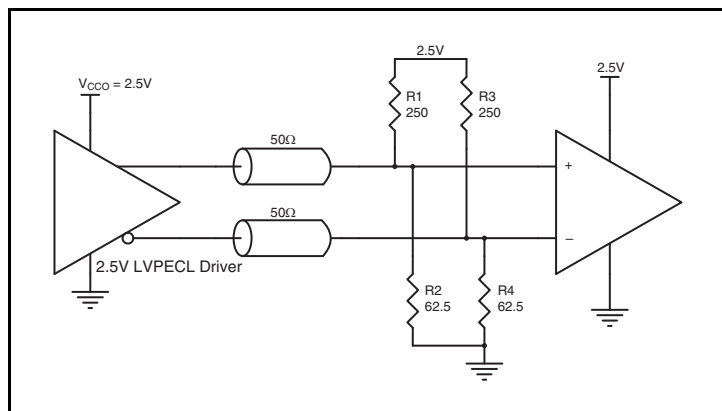 2.5V
V_CCO = 2.5V
2.5V
R1
250
R3
250
50Ω
+
50Ω
–
2.5V LVPECL Driver
R2
62.5
R4
62.5